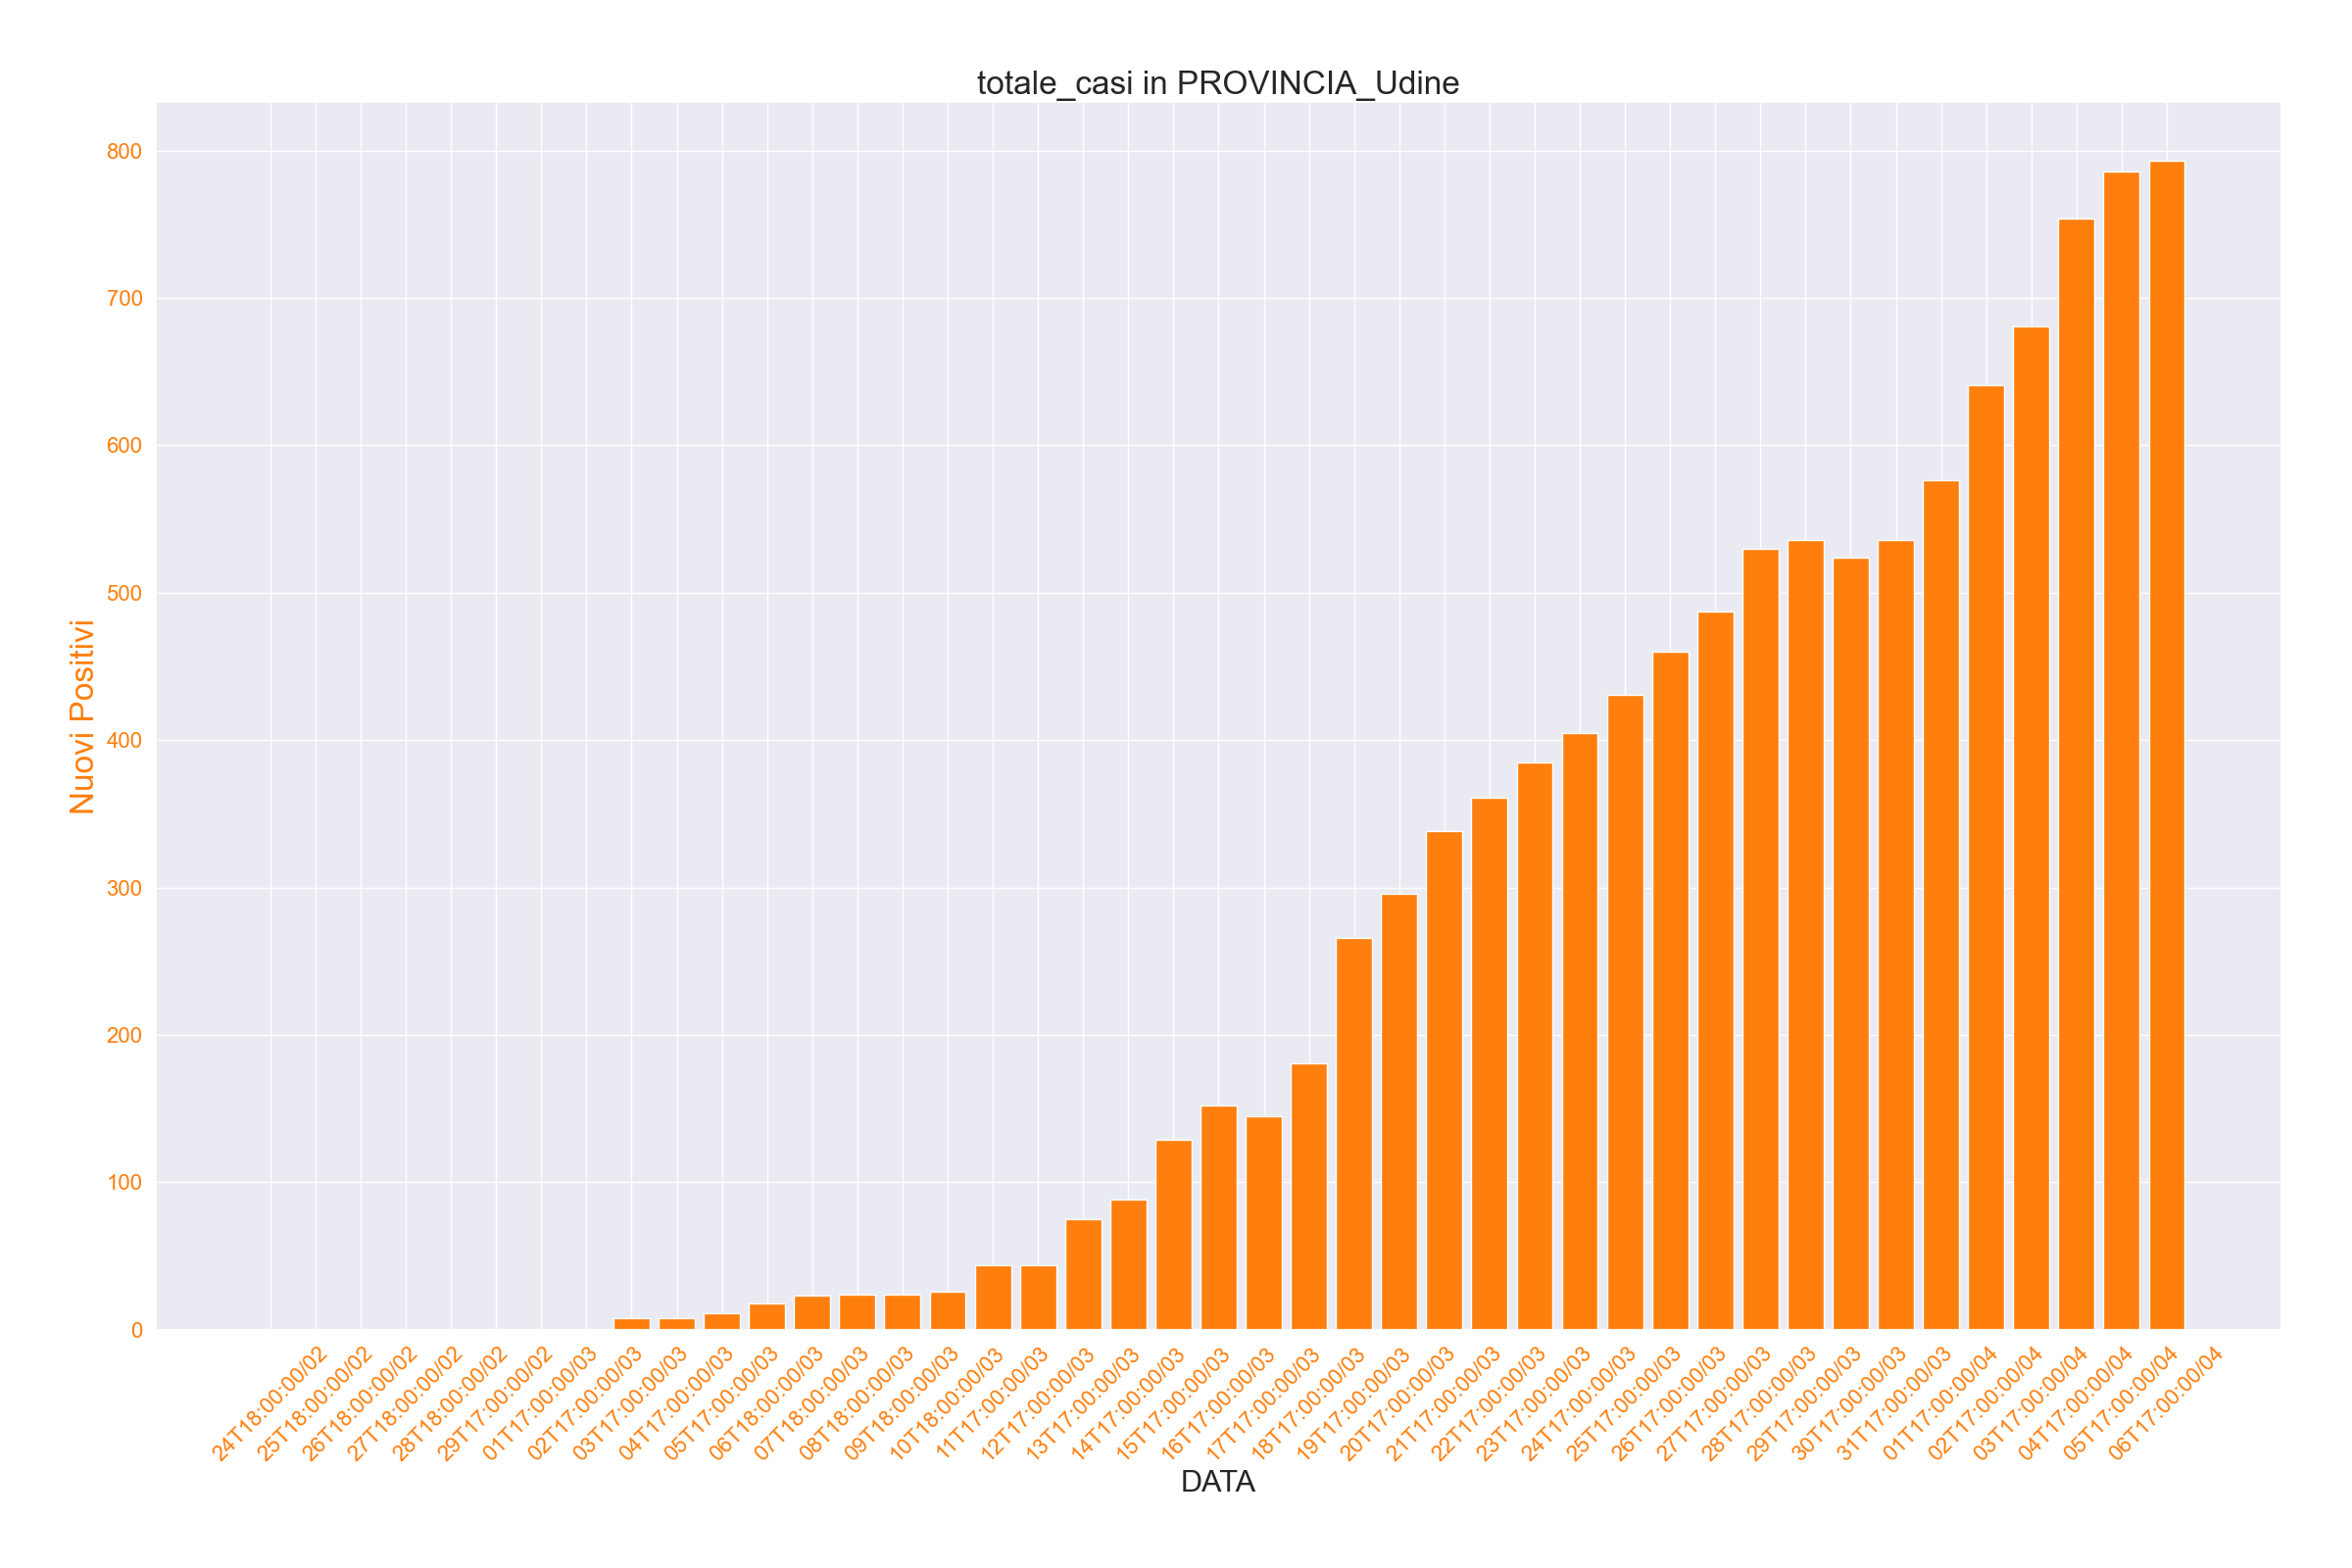 totale_casi in PROVINCIA_Udine
800
700
600
500
400
300
200
100
0
Nuovi Positivi
24T18:00:00/02
25T18:00:00/02
26T18:00:00/02
27T18:00:00/02
28T18:00:00/02
29T17:00:00/02
01T17:00:00/03
02T17:00:00/03
03T17:00:00/03
04T17:00:00/03
05T17:00:00/03
06T18:00:00/03
07T18:00:00/03
08T18:00:00/03
09T18:00:00/03
10T18:00:00/03
11T17:00:00/03
12T17:00:00/03
13T17:00:00/03
14T17:00:00/03
15T17:00:00/03
16T17:00:00/03
17T17:00:00/03
18T17:00:00/03
19T17:00:00/03
20T17:00:00/03
21T17:00:00/03
22T17:00:00/03
23T17:00:00/03
24T17:00:00/03
25T17:00:00/03
26T17:00:00/03
27T17:00:00/03
28T17:00:00/03
29T17:00:00/03
30T17:00:00/03
31T17:00:00/03
01T17:00:00/04
02T17:00:00/04
03T17:00:00/04
04T17:00:00/04
05T17:00:00/04
06T17:00:00/04
DATA